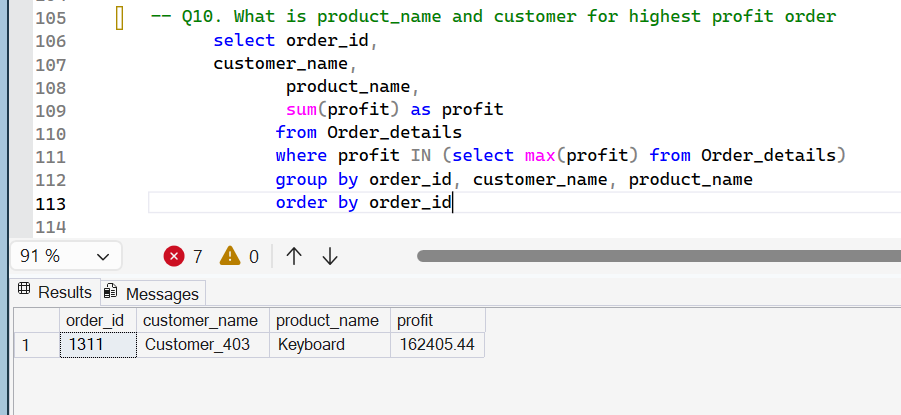 105 -- Q10. What is product_name and customer for highest profit order
106 select order_id,
107 customer_name,
108 product_name,
109 sum(profit) as profit
110 from Order_details
111 where profit IN (select max(profit) from Order_details)
112 group by order_id, customer_name, product_name
113 order by order_id
114
91 % 7 0
Results Messages
order_id customer_name product_name profit
1 1311 Customer_403 Keyboard 162405.44